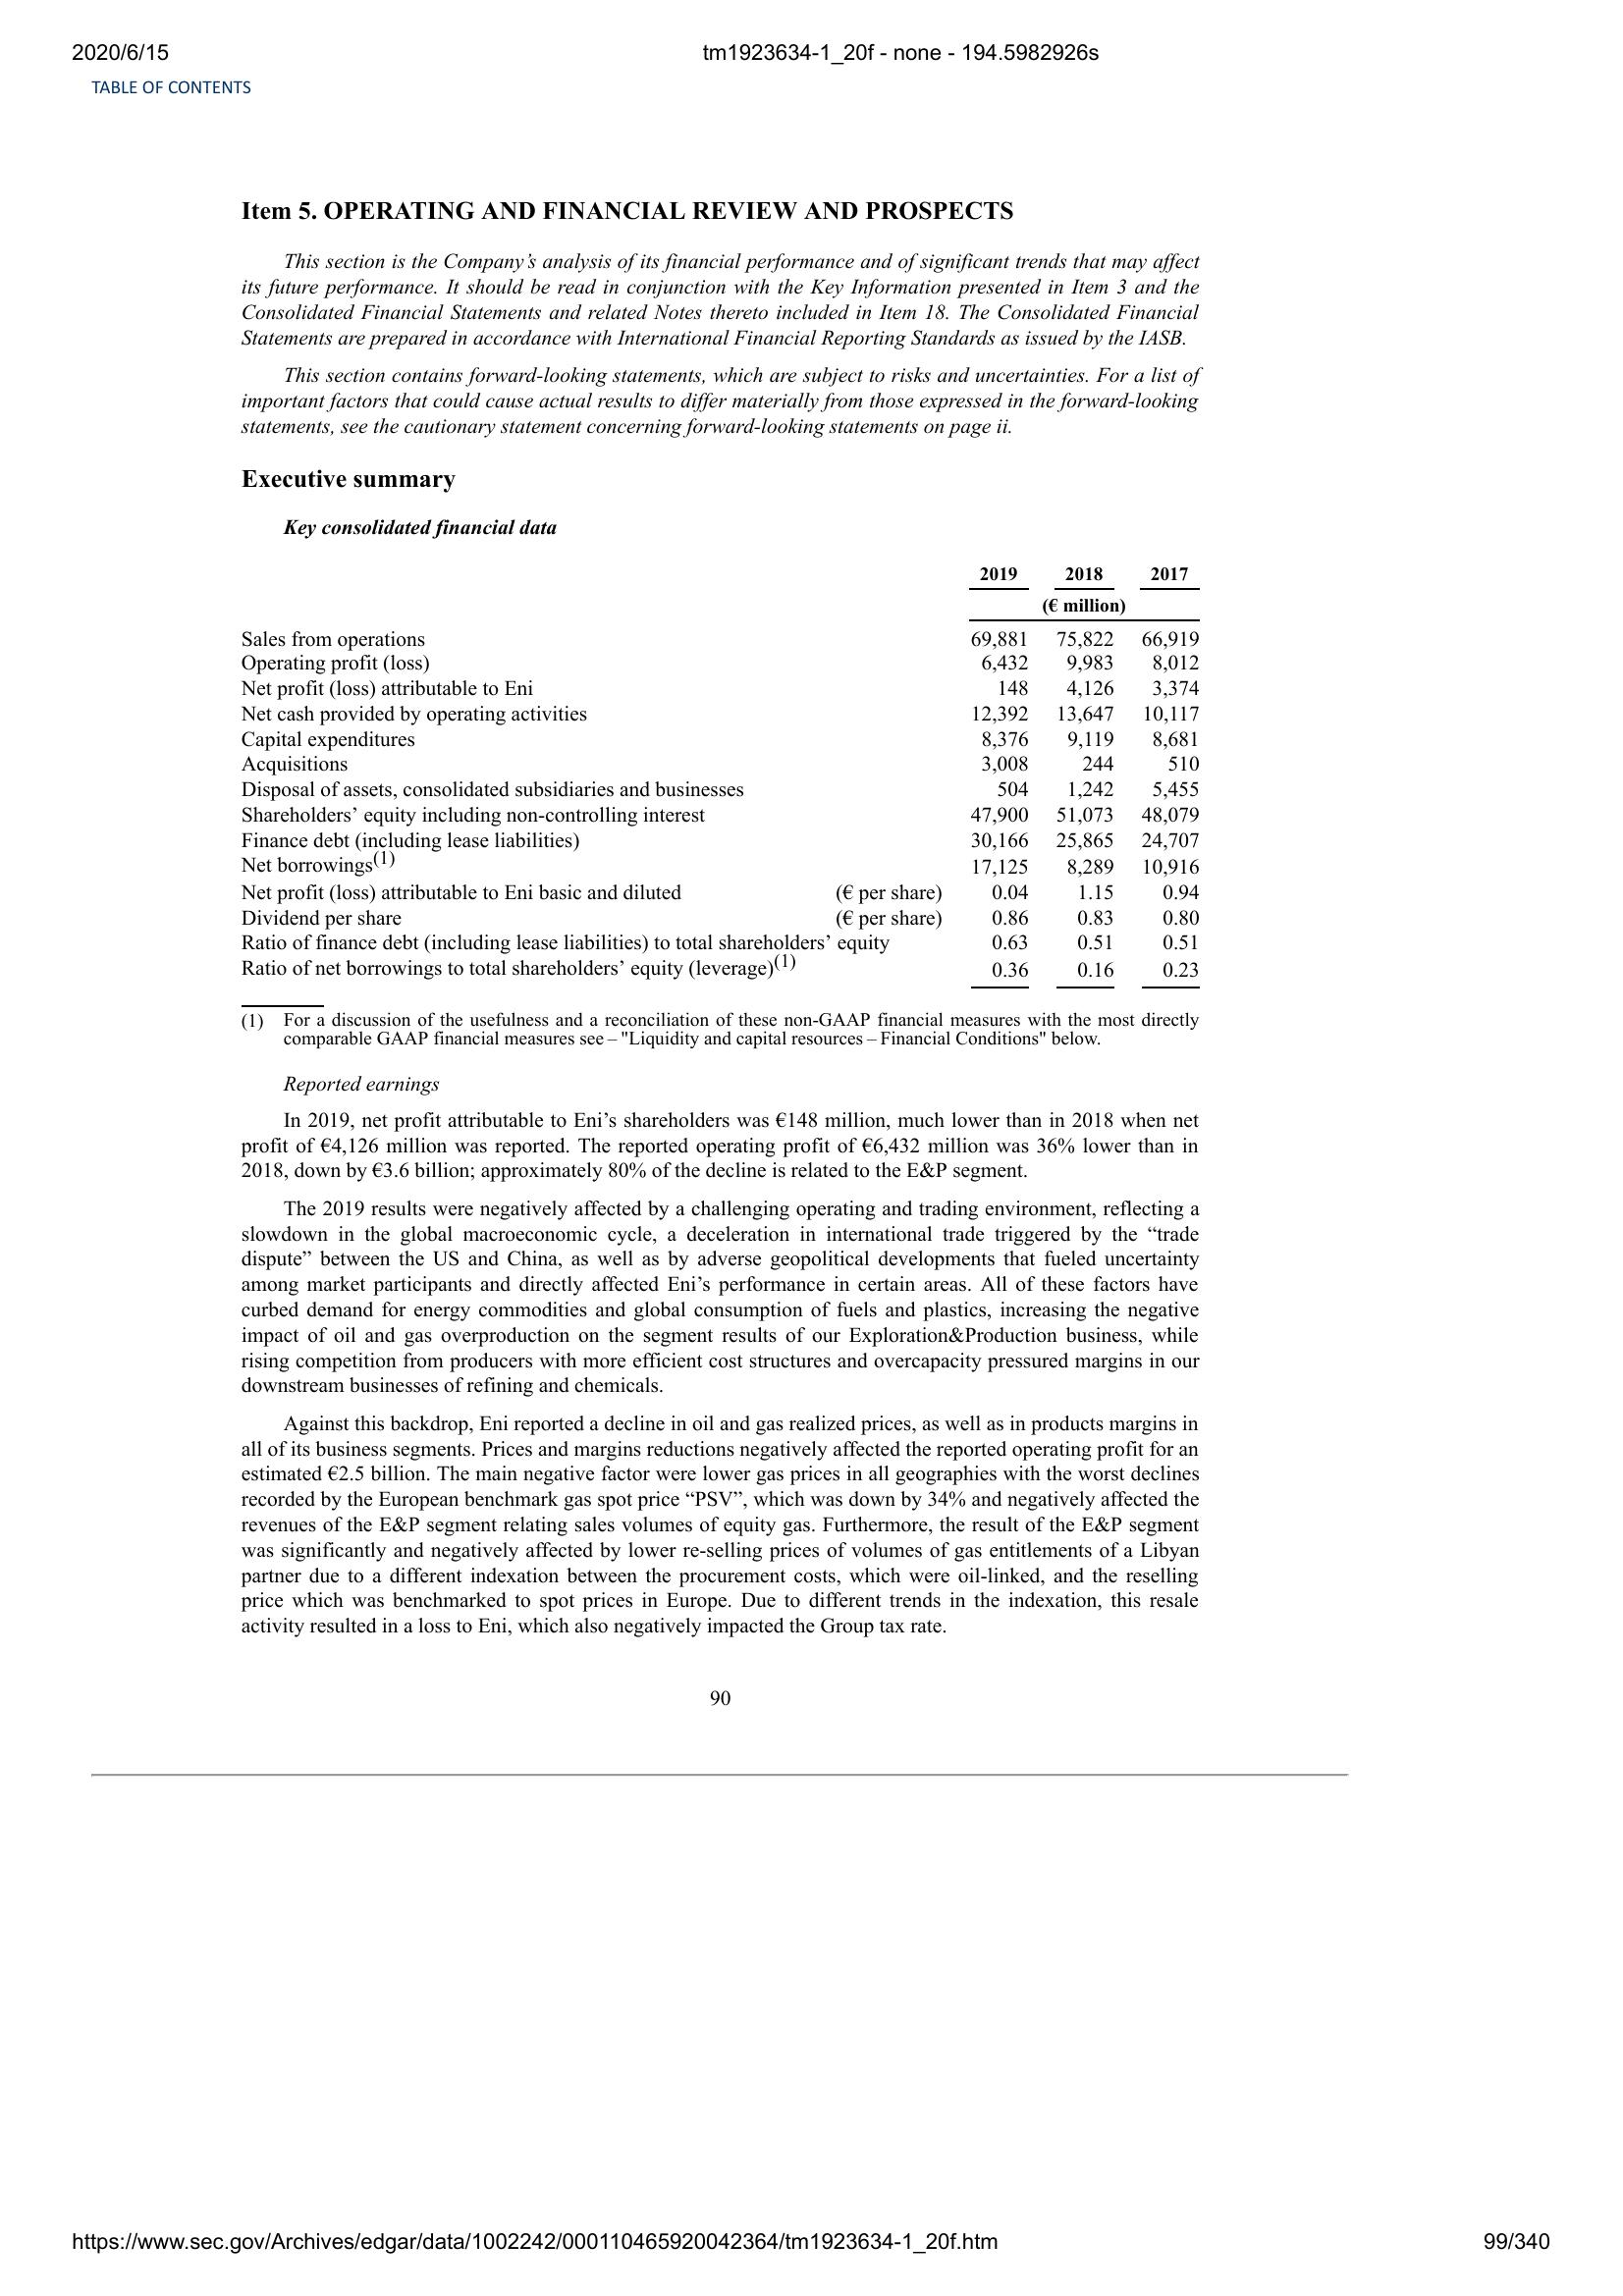 2020/6/15 tm1923634-1_20f - none - 194.5982926s
TABLE OF CONTENTS
Item 5. OPERATING AND FINANCIAL REVIEW AND PROSPECTS
This section is the Company’s analysis of its financial performance and of significant trends that may affect
its future performance. It should be read in conjunction with the Key Information presented in Item 3 and the
Consolidated Financial Statements and related Notes thereto included in Item 18. The Consolidated Financial
Statements are prepared in accordance with International Financial Reporting Standards as issued by the IASB.
This section contains forward-looking statements, which are subject to risks and uncertainties. For a list of
important factors that could cause actual results to differ materially from those expressed in the forward-looking
statements, see the cautionary statement concerning forward-looking statements on page ii.
Executive summary
Key consolidated financial data
2019 2018 2017
(€ million)
Sales from operations 69,881 75,822 66,919
Operating profit (loss) 6,432 9,983 8,012
Net profit (loss) attributable to Eni 148 4,126 3,374
Net cash provided by operating activities 12,392 13,647 10,117
Capital expenditures 8,376 9,119 8,681
Acquisitions 3,008 244 510
Disposal of assets, consolidated subsidiaries and businesses 504 1,242 5,455
Shareholders’ equity including non-controlling interest 47,900 51,073 48,079
Finance debt (including lease liabilities) 30,166 25,865 24,707
Net borrowings(1) 17,125 8,289 10,916
Net profit (loss) attributable to Eni basic and diluted (€ per share) 0.04 1.15 0.94
Dividend per share (€ per share) 0.86 0.83 0.80
Ratio of finance debt (including lease liabilities) to total shareholders’ equity 0.63 0.51 0.51
Ratio of net borrowings to total shareholders’ equity (leverage)(1) 0.36 0.16 0.23
(1) For a discussion of the usefulness and a reconciliation of these non-GAAP financial measures with the most directly
comparable GAAP financial measures see – "Liquidity and capital resources – Financial Conditions" below.
Reported earnings
In 2019, net profit attributable to Eni’s shareholders was €148 million, much lower than in 2018 when net
profit of €4,126 million was reported. The reported operating profit of €6,432 million was 36% lower than in
2018, down by €3.6 billion; approximately 80% of the decline is related to the E&P segment.
The 2019 results were negatively affected by a challenging operating and trading environment, reflecting a
slowdown in the global macroeconomic cycle, a deceleration in international trade triggered by the “trade
dispute” between the US and China, as well as by adverse geopolitical developments that fueled uncertainty
among market participants and directly affected Eni’s performance in certain areas. All of these factors have
curbed demand for energy commodities and global consumption of fuels and plastics, increasing the negative
impact of oil and gas overproduction on the segment results of our Exploration&Production business, while
rising competition from producers with more efficient cost structures and overcapacity pressured margins in our
downstream businesses of refining and chemicals.
Against this backdrop, Eni reported a decline in oil and gas realized prices, as well as in products margins in
all of its business segments. Prices and margins reductions negatively affected the reported operating profit for an
estimated €2.5 billion. The main negative factor were lower gas prices in all geographies with the worst declines
recorded by the European benchmark gas spot price “PSV”, which was down by 34% and negatively affected the
revenues of the E&P segment relating sales volumes of equity gas. Furthermore, the result of the E&P segment
was significantly and negatively affected by lower re-selling prices of volumes of gas entitlements of a Libyan
partner due to a different indexation between the procurement costs, which were oil-linked, and the reselling
price which was benchmarked to spot prices in Europe. Due to different trends in the indexation, this resale
activity resulted in a loss to Eni, which also negatively impacted the Group tax rate.
90
https://www.sec.gov/Archives/edgar/data/1002242/000110465920042364/tm1923634-1_20f.htm 99/340